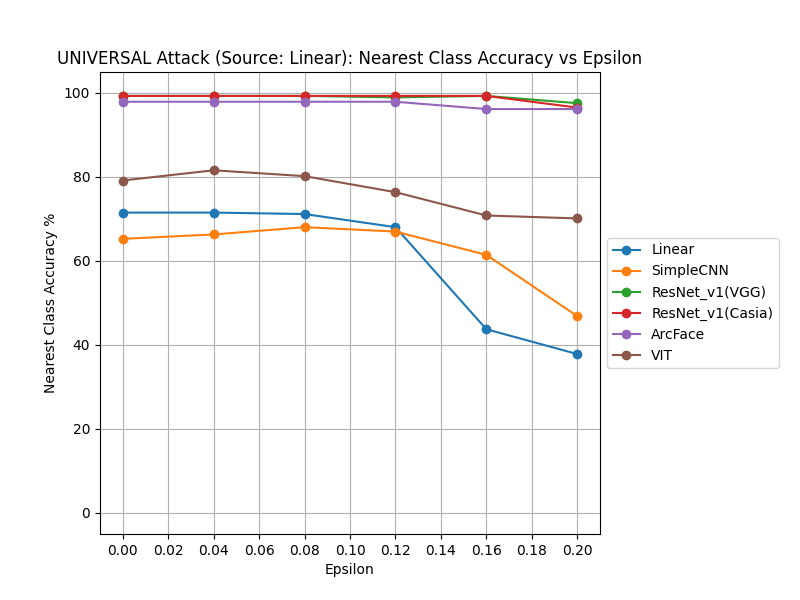 UNIVERSAL Attack (Source: Linear): Nearest Class Accuracy vs Epsilon
Nearest Class Accuracy %
100
80
60
40
20
0
0.00 0.02 0.04 0.06 0.08 0.10 0.12 0.14 0.16 0.18 0.20
Epsilon
Linear
SimpleCNN
ResNet_v1(VGG)
ResNet_v1(Casia)
ArcFace
VIT